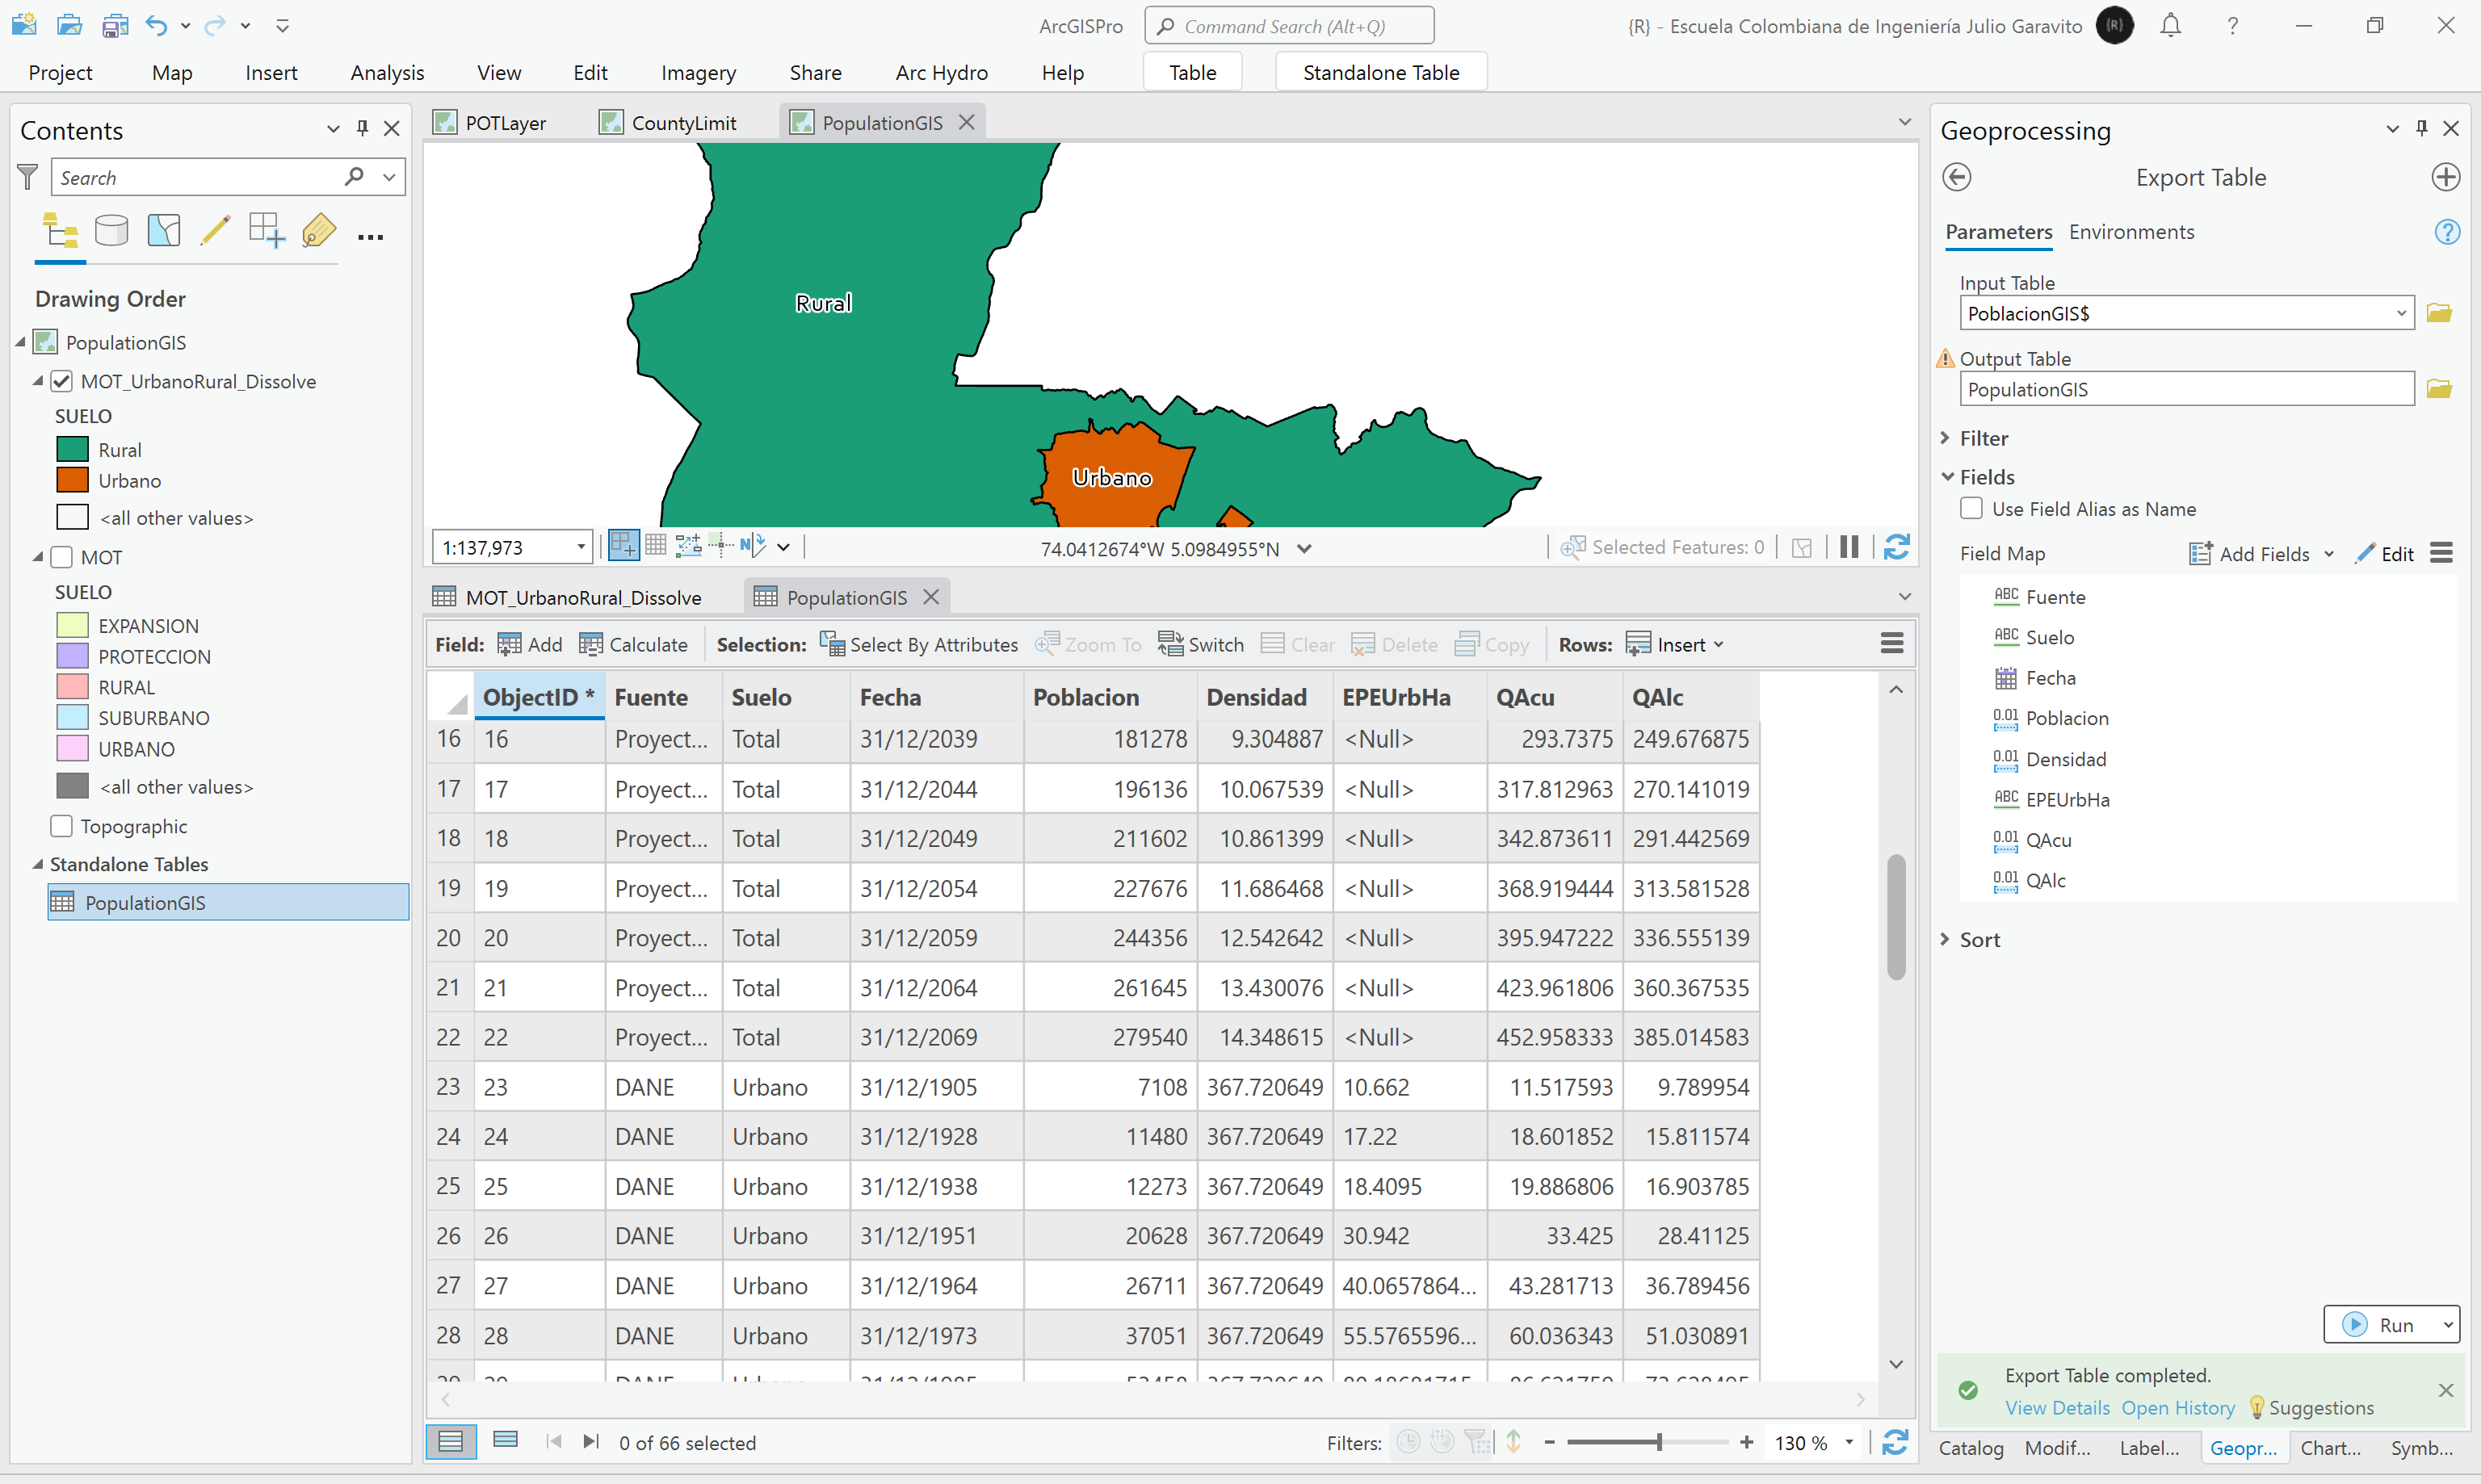 ArcGISPro
Command Search (Alt+Q)
{R} - Escuela Colombiana de Ingeniería Julio Garavito
{R}
?
Project Map Insert Analysis View Edit Imagery Share Arc Hydro Help Table Standalone Table
Contents
Search
Drawing Order
PopulationGIS
MOT_UrbanoRural_Dissolve
SUELO
Rural
Urbano
<all other values>
MOT
SUELO
EXPANSION
PROTECCION
RURAL
SUBURBANO
URBANO
<all other values>
Topographic
Standalone Tables
PopulationGIS
POTLayer CountyLimit PopulationGIS
Rural
Urbano
1:137,973
74.0412674°W 5.0984955°N
Selected Features: 0
MOT_UrbanoRural_Dissolve PopulationGIS
Field: Add Calculate Selection: Select By Attributes Zoom To Switch Clear Delete Copy Rows: Insert
ObjectID * Fuente Suelo Fecha Poblacion Densidad EPEUrbHa QAcu QAlc
16 16 Proyect... Total 31/12/2039 181278 9.304887 <Null> 293.7375 249.676875
17 17 Proyect... Total 31/12/2044 196136 10.067539 <Null> 317.812963 270.141019
18 18 Proyect... Total 31/12/2049 211602 10.861399 <Null> 342.873611 291.442569
19 19 Proyect... Total 31/12/2054 227676 11.686468 <Null> 368.919444 313.581528
20 20 Proyect... Total 31/12/2059 244356 12.542642 <Null> 395.947222 336.555139
21 21 Proyect... Total 31/12/2064 261645 13.430076 <Null> 423.961806 360.367535
22 22 Proyect... Total 31/12/2069 279540 14.348615 <Null> 452.958333 385.014583
23 23 DANE Urbano 31/12/1905 7108 367.720649 10.662 11.517593 9.789954
24 24 DANE Urbano 31/12/1928 11480 367.720649 17.22 18.601852 15.811574
25 25 DANE Urbano 31/12/1938 12273 367.720649 18.4095 19.886806 16.903785
26 26 DANE Urbano 31/12/1951 20628 367.720649 30.942 33.425 28.41125
27 27 DANE Urbano 31/12/1964 26711 367.720649 40.0657864... 43.281713 36.789456
28 28 DANE Urbano 31/12/1973 37051 367.720649 55.5765596... 60.036343 51.030891
0 of 66 selected
Filters:
130 %
Geoprocessing
Export Table
Parameters Environments
?
Input Table
PoblacionGIS$
Output Table
PopulationGIS
Filter
Fields
Use Field Alias as Name
Field Map Add Fields Edit
ABC Fuente
ABC Suelo
Fecha
0.01 Poblacion
0.01 Densidad
ABC EPEUrbHa
0.01 QAcu
0.01 QAlc
Sort
Run
Export Table completed.
View Details Open History Suggestions
Catalog Modif... Label... Geopr... Chart... Symb...